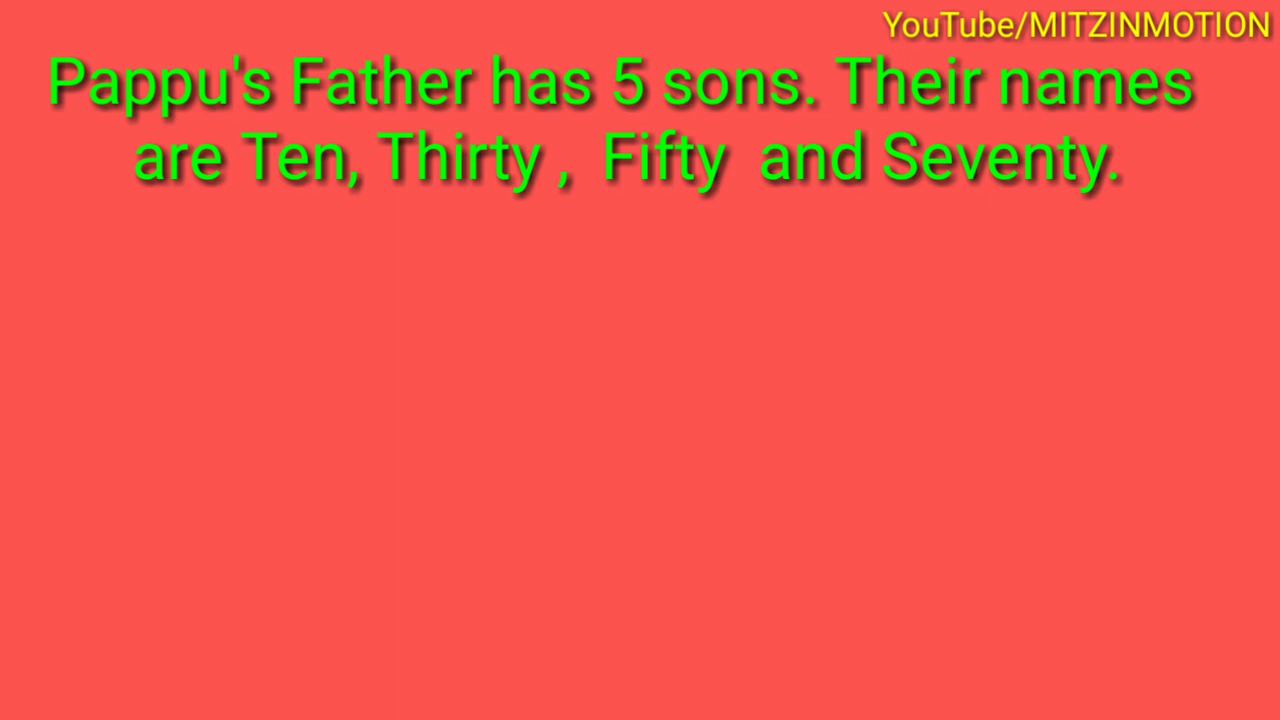 YouTube/MITZINMOTION
Pappu's Father has 5 sons. Their names
are Ten, Thirty , Fifty and Seventy.